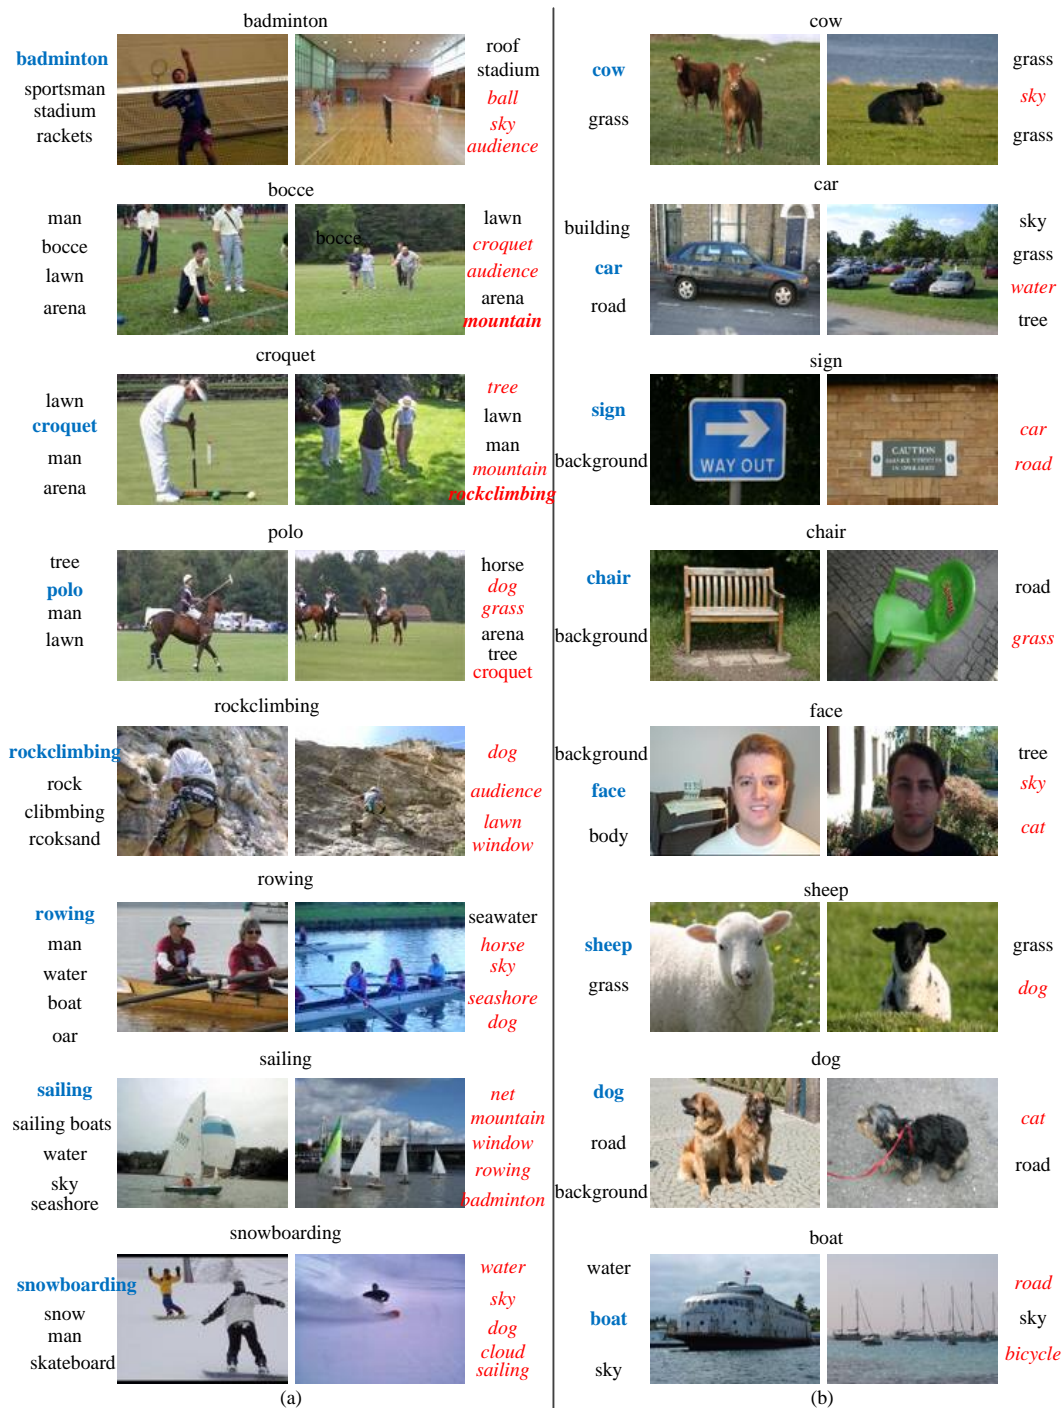 badminton
badminton
sportsman
stadium
rackets
roof
stadium
ball
sky
audience
bocce
man
bocce
lawn
arena
bocce
lawn
croquet
audience
arena
mountain
croquet
lawn
croquet
man
arena
tree
lawn
man
mountain
rockclimbing
polo
tree
polo
man
lawn
horse
dog
grass
arena
tree
croquet
rockclimbing
rockclimbing
rock
clibmbing
rcoksand
dog
audience
lawn
window
rowing
rowing
man
water
boat
oar
seawater
horse
sky
seashore
dog
sailing
sailing
sailing boats
water
sky
seashore
net
mountain
window
rowing
badminton
snowboarding
snowboarding
snow
man
skateboard
water
sky
dog
cloud
sailing
(a)
cow
cow
grass
grass
sky
grass
car
building
car
road
sky
grass
water
tree
sign
sign
background
WAY OUT
CAUTION
car
road
chair
chair
background
road
grass
face
background
face
body
tree
sky
cat
sheep
sheep
grass
grass
dog
dog
dog
road
background
cat
road
boat
water
boat
sky
road
sky
bicycle
(b)